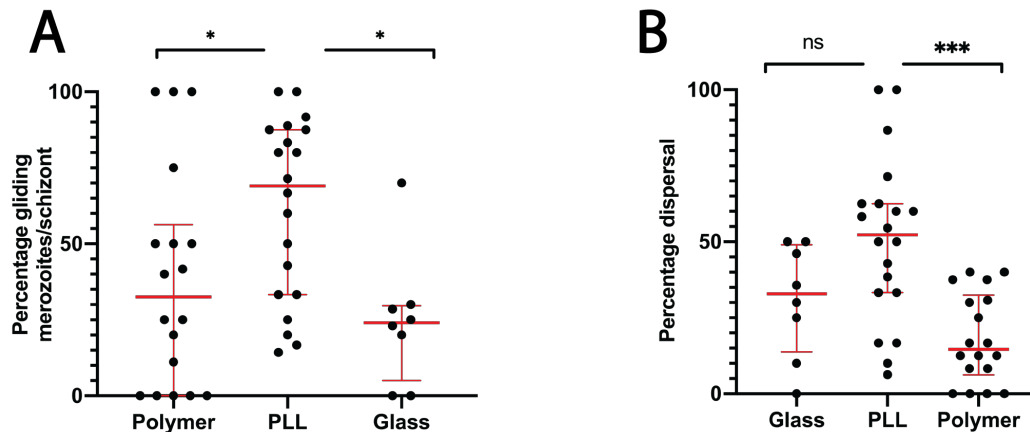 A
* *
Percentage gliding
merozoites/schizont
100
50
0
Polymer PLL Glass
B
ns ***
Percentage dispersal
100
50
0
Glass PLL Polymer